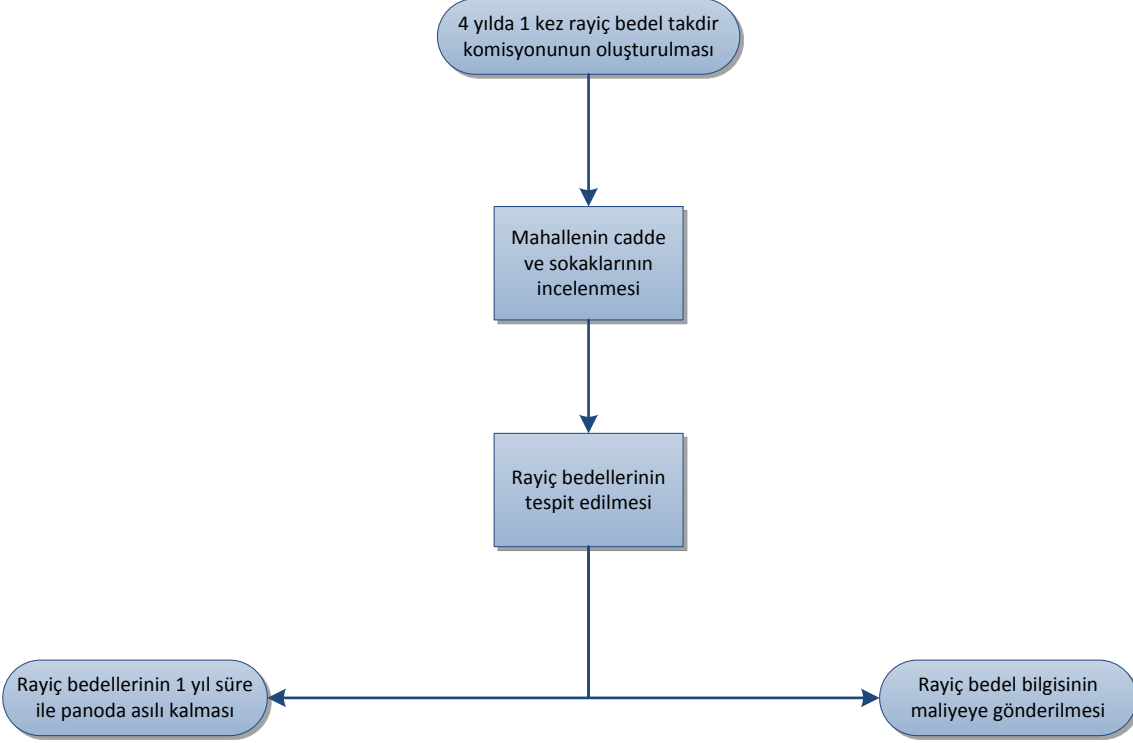 4 yılda 1 kez rayiç bedel takdir
komisyonunun oluşturulması
Mahallenin cadde
ve sokaklarının
incelenmesi
Rayiç bedellerinin
tespit edilmesi
Rayiç bedellerinin 1 yıl süre
ile panoda asılı kalması
Rayiç bedel bilgisinin
maliyeye gönderilmesi